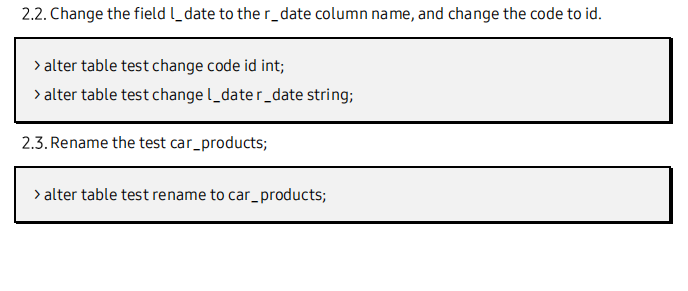 2.2. Change the field l_date to the r_date column name, and change the code to id.
> alter table test change code id int;
> alter table test change l_date r_date string;
2.3. Rename the test car_products;
> alter table test rename to car_products;